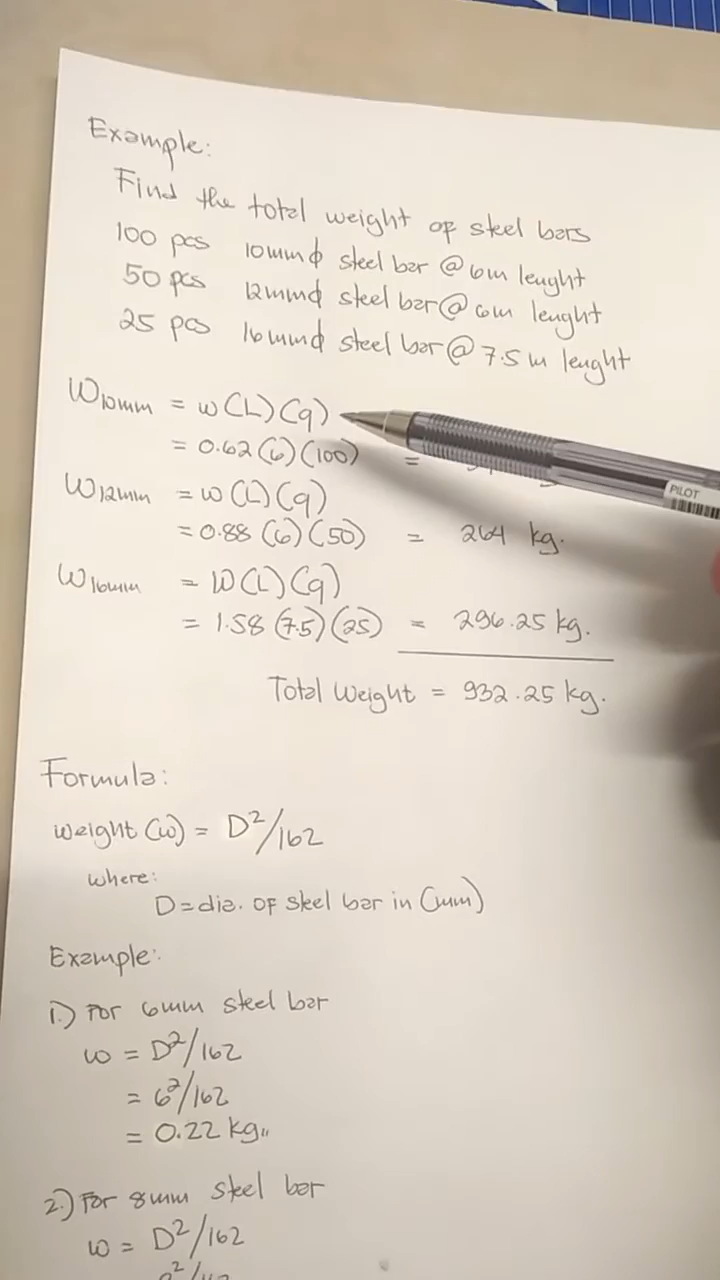 Example:
Find the total weight of steel bars
100 pcs 10mmφ steel bar @ 6m lenght
50 pcs 12mmφ steel bar @ 6m lenght
25 pcs 16mmφ steel bar @ 7.5 m lenght
W10mm = w(L)(q)
= 0.62(6)(100) =
PILOT
W12mm = w(L)(q)
= 0.88(6)(50) = 264 kg.
W16mm = W(L)(q)
= 1.58(7.5)(25) = 296.25 kg.
Total Weight = 932.25 kg.
Formula:
weight (w) = D²/162
where:
D = dia. of steel bar in (mm)
Example:
1.) For 6mm steel bar
w = D²/162
= 6²/162
= 0.22 kg,,
2.) For 8mm steel bar
w = D²/162